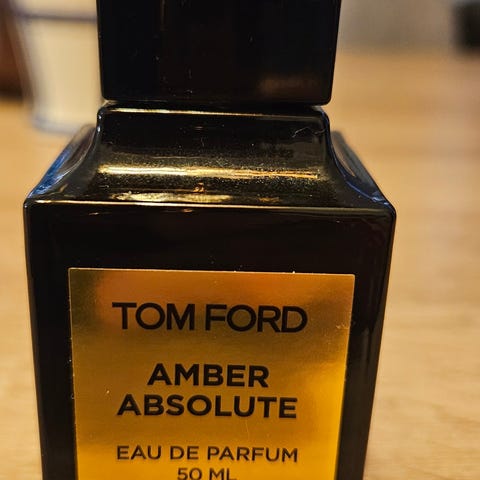 TOM FORD
AMBER
ABSOLUTE
EAU DE PARFUM
50 ML